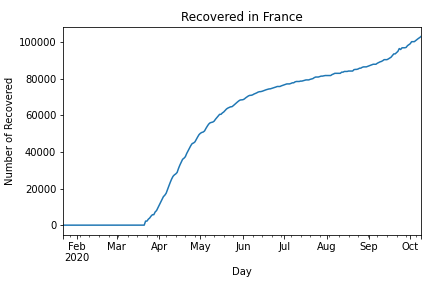 Recovered in France
100000
80000
60000
40000
20000
0
Number of Recovered
Feb Mar Apr May Jun Jul Aug Sep Oct
2020
Day